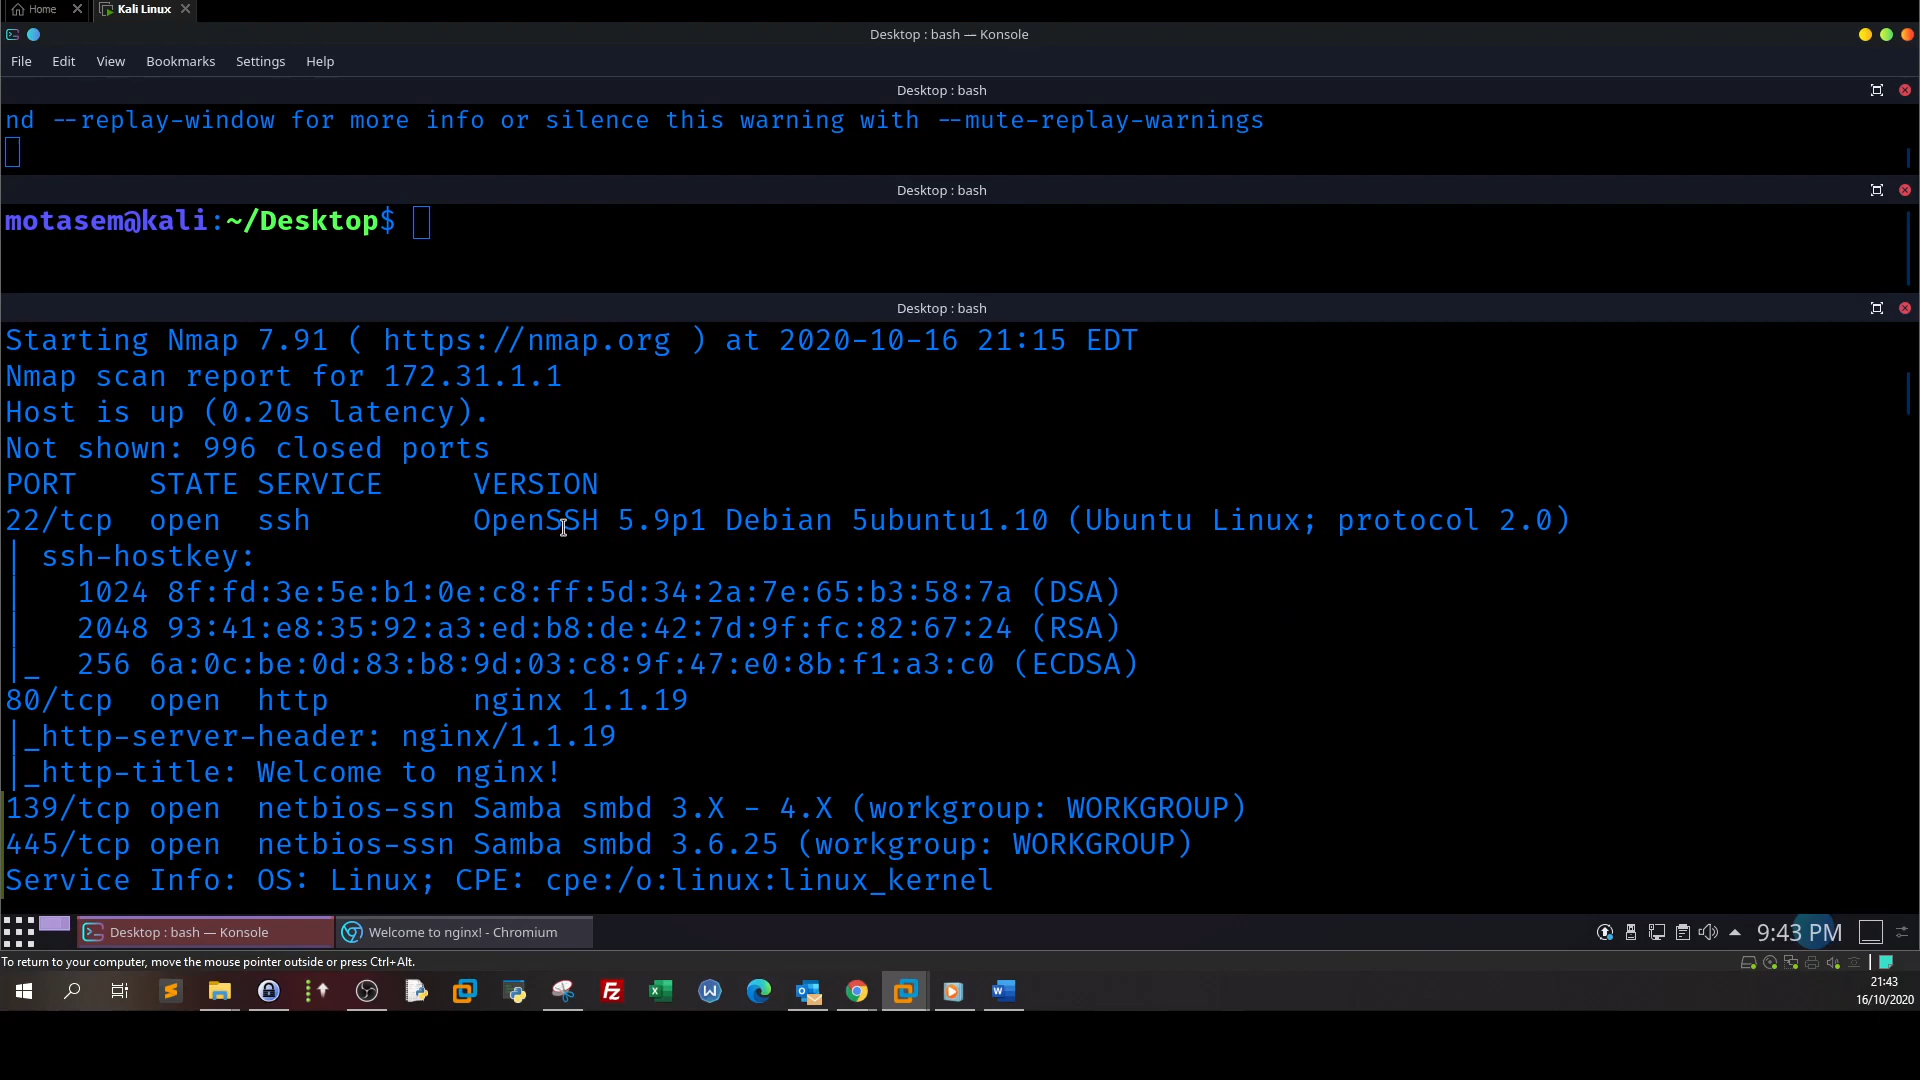 Home
Kali Linux
Desktop : bash — Konsole
File Edit View Bookmarks Settings Help
Desktop : bash
nd --replay-window for more info or silence this warning with --mute-replay-warnings
Desktop : bash
motasem@kali:~/Desktop$
Desktop : bash
Starting Nmap 7.91 ( https://nmap.org ) at 2020-10-16 21:15 EDT
Nmap scan report for 172.31.1.1
Host is up (0.20s latency).
Not shown: 996 closed ports
PORT STATE SERVICE VERSION
22/tcp open ssh OpenSSH 5.9p1 Debian 5ubuntu1.10 (Ubuntu Linux; protocol 2.0)
| ssh-hostkey:
| 1024 8f:fd:3e:5e:b1:0e:c8:ff:5d:34:2a:7e:65:b3:58:7a (DSA)
| 2048 93:41:e8:35:92:a3:ed:b8:de:42:7d:9f:fc:82:67:24 (RSA)
|_ 256 6a:0c:be:0d:83:b8:9d:03:c8:9f:47:e0:8b:f1:a3:c0 (ECDSA)
80/tcp open http nginx 1.1.19
|_http-server-header: nginx/1.1.19
|_http-title: Welcome to nginx!
139/tcp open netbios-ssn Samba smbd 3.X - 4.X (workgroup: WORKGROUP)
445/tcp open netbios-ssn Samba smbd 3.6.25 (workgroup: WORKGROUP)
Service Info: OS: Linux; CPE: cpe:/o:linux:linux_kernel
Desktop : bash — Konsole
Welcome to nginx! - Chromium
9:43 PM
To return to your computer, move the mouse pointer outside or press Ctrl+Alt.
21:43
16/10/2020